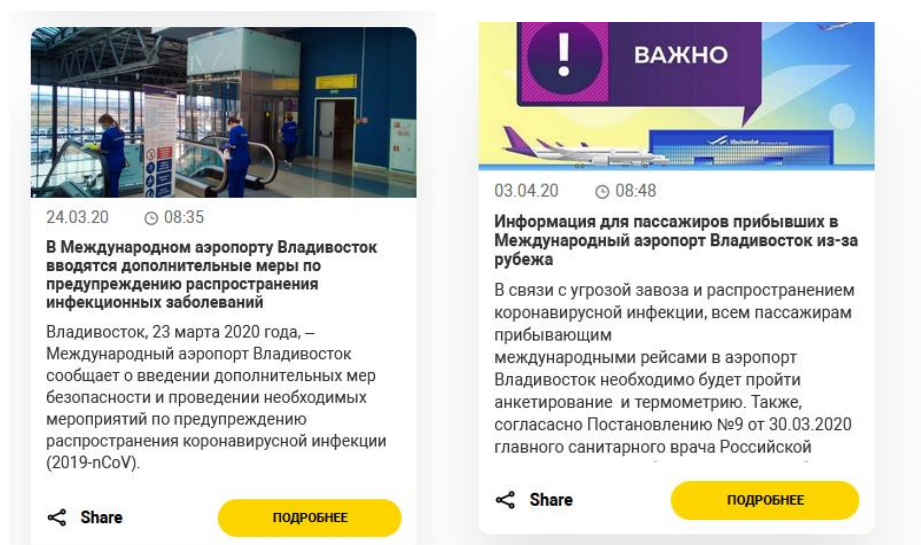 24.03.20 08:35
В Международном аэропорту Владивосток
вводятся дополнительные меры по
предупреждению распространения
инфекционных заболеваний
Владивосток, 23 марта 2020 года, –
Международный аэропорт Владивосток
сообщает о введении дополнительных мер
безопасности и проведении необходимых
мероприятий по предупреждению
распространения коронавирусной инфекции
(2019-nCoV).
Share ПОДРОБНЕЕ
! ВАЖНО
Vladivostok
03.04.20 08:48
Информация для пассажиров прибывших в
Международный аэропорт Владивосток из-за
рубежа
В связи с угрозой завоза и распространением
коронавирусной инфекции, всем пассажирам
прибывающим
международными рейсами в аэропорт
Владивосток необходимо будет пройти
анкетирование и термометрию. Также,
согласасно Постановлению №9 от 30.03.2020
главного санитарного врача Российской
Share ПОДРОБНЕЕ